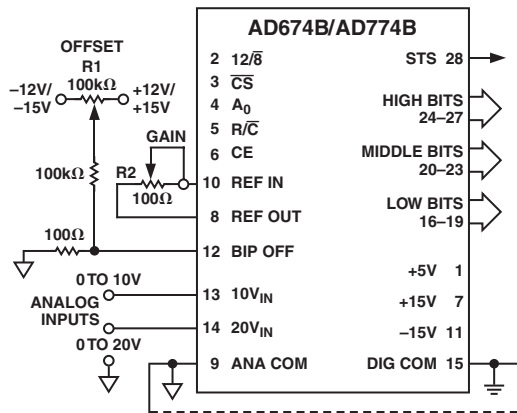 AD674B/AD774B
OFFSET
R1
100kΩ
–12V/
–15V
+12V/
+15V
100kΩ
100Ω
GAIN
R2
100Ω
2 12/8̅
3 C̅S̅
4 A₀
5 R/C̅
6 CE
10 REF IN
8 REF OUT
12 BIP OFF
13 10VIN
14 20VIN
9 ANA COM
0 TO 10V
ANALOG
INPUTS
0 TO 20V
STS 28
HIGH BITS
24–27
MIDDLE BITS
20–23
LOW BITS
16–19
+5V 1
+15V 7
–15V 11
DIG COM 15